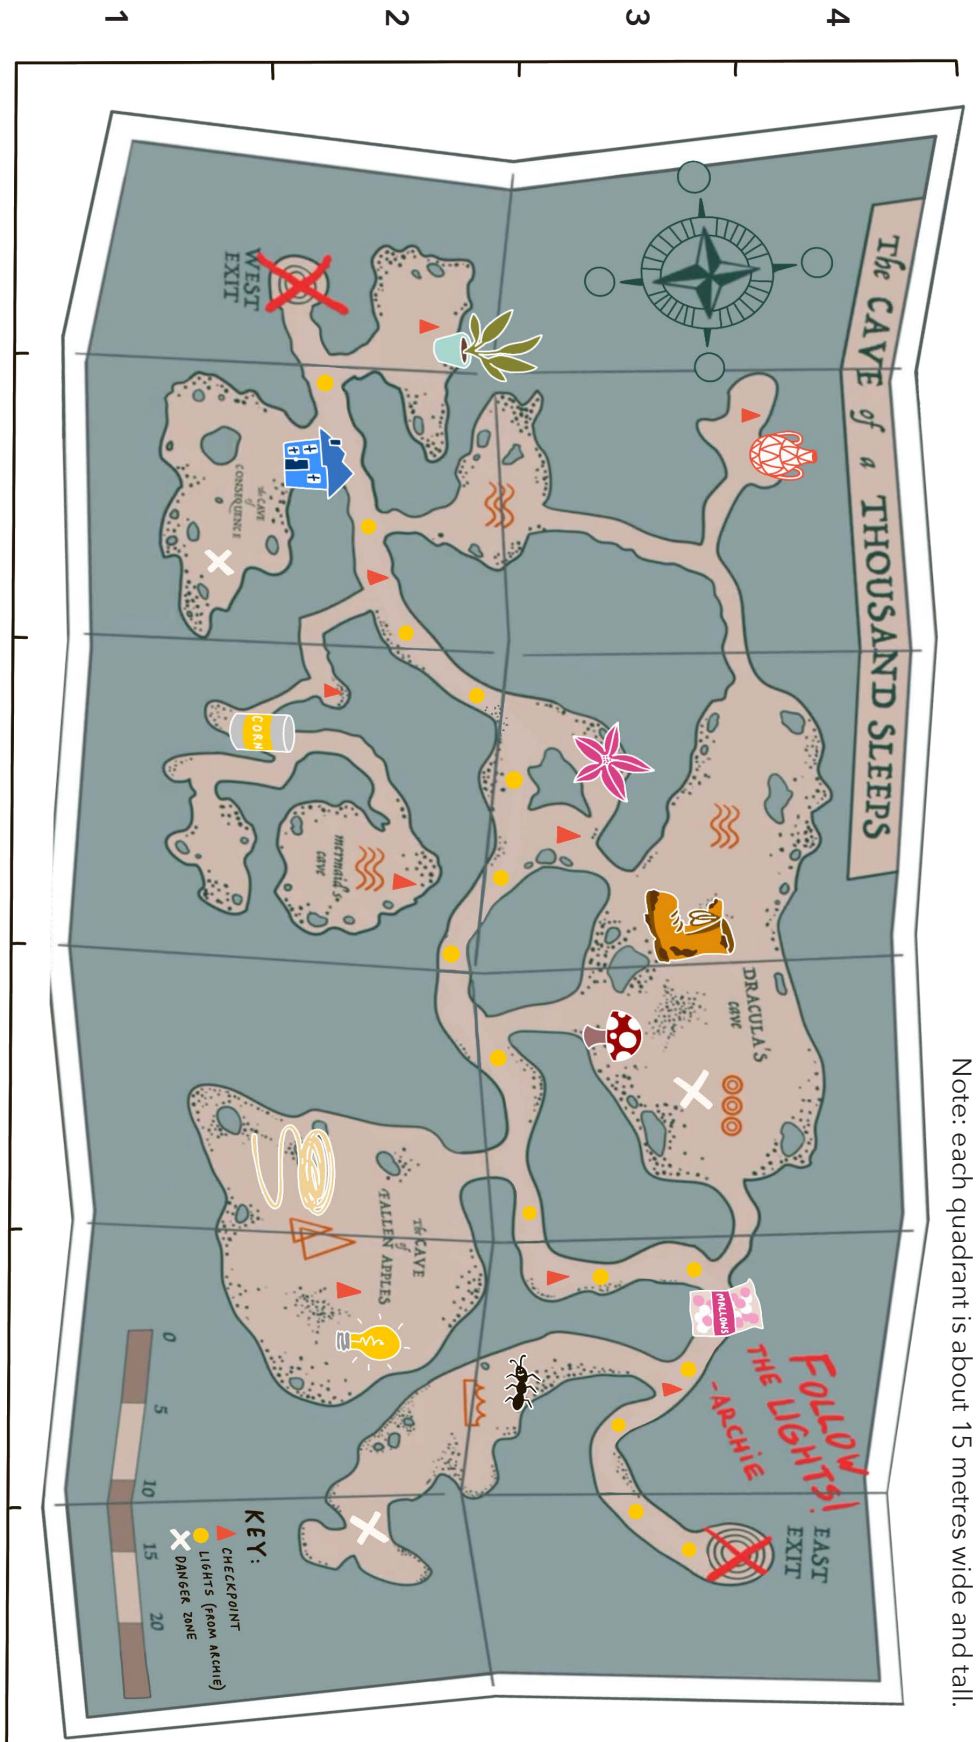 The CAVE of a THOUSAND SLEEPS
4
3
2
1
WEST
EXIT
The CAVE
of
CONSEQUENCE
CORN
mermaid's
cave
DRACULA'S
cave
The CAVE
of
FALLEN APPLES
MALLOWS
FOLLOW
THE LIGHTS!
-ARCHIE
EAST
EXIT
KEY:
CHECKPOINT
LIGHTS (FROM ARCHIE)
DANGER ZONE
0 5 10 15 20
Note: each quadrant is about 15 metres wide and tall.